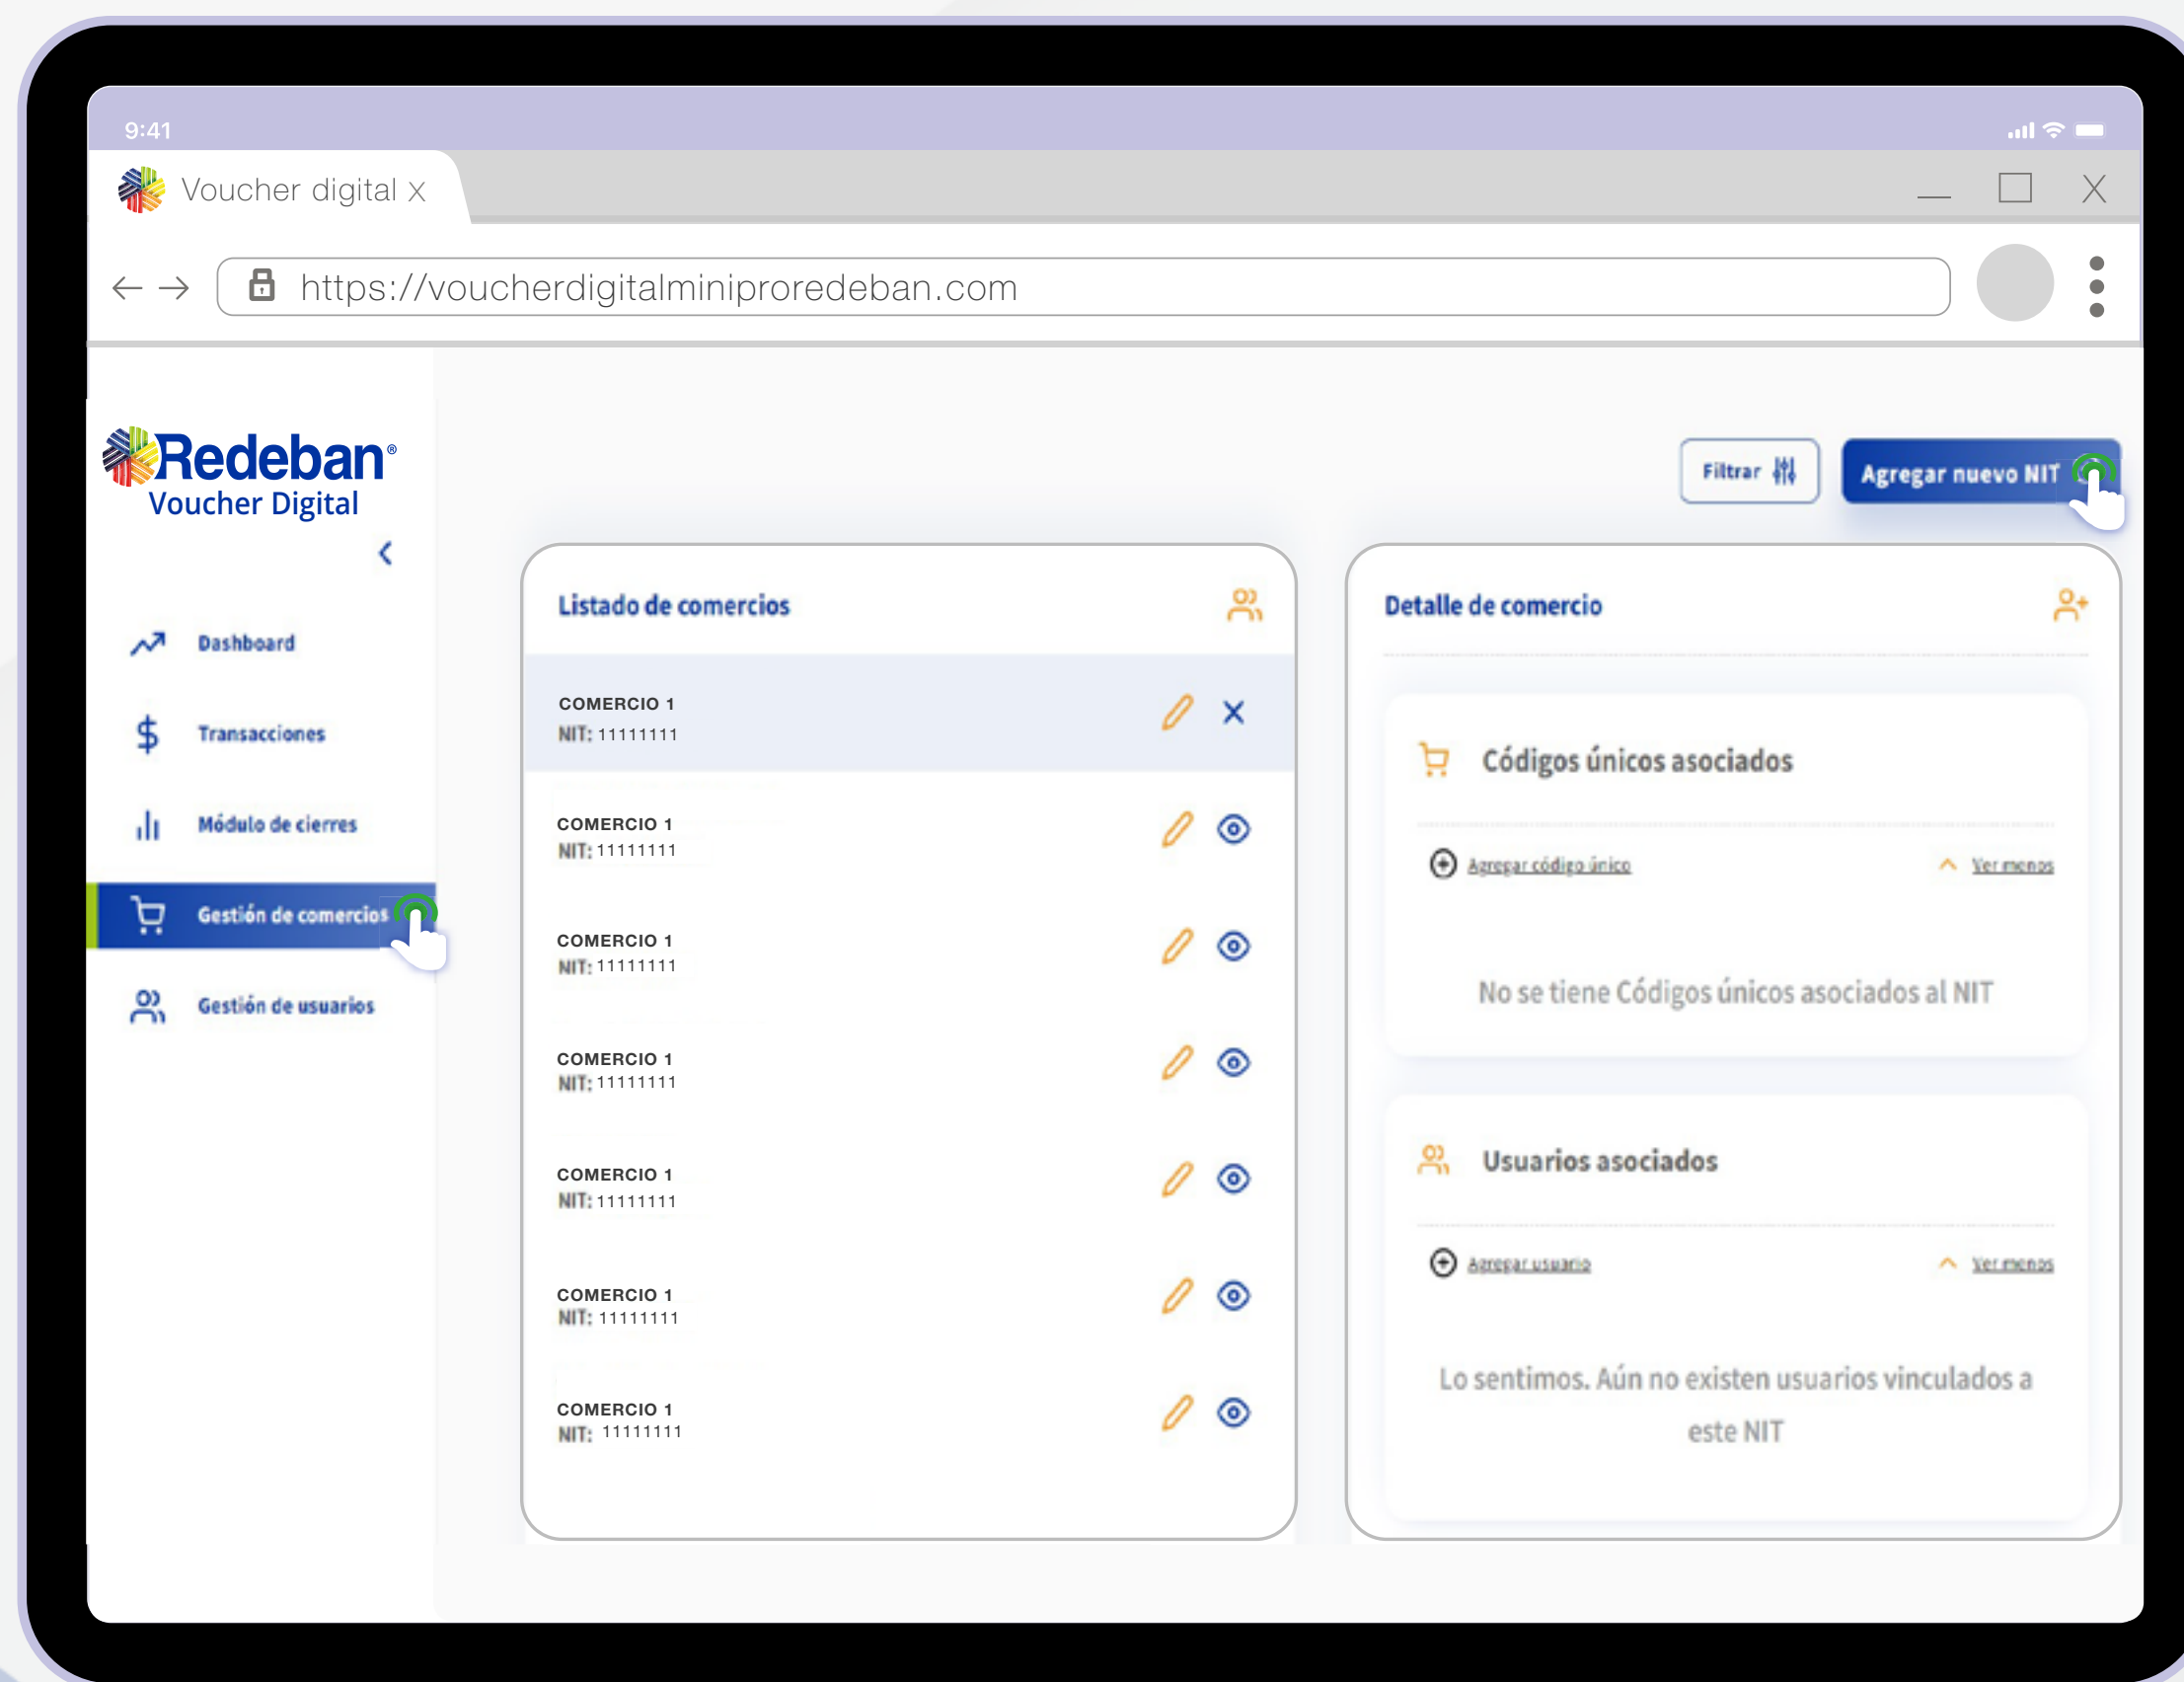 9:41
Voucher digital X
X
https://voucherdigitalminiproredeban.com
Redeban®
Voucher Digital
Filtrar
Agregar nuevo NIT
Dashboard
Transacciones
Módulo de cierres
Gestión de comercios
Gestión de usuarios
Listado de comercios
COMERCIO 1
NIT: 11111111
COMERCIO 1
NIT: 11111111
COMERCIO 1
NIT: 11111111
COMERCIO 1
NIT: 11111111
COMERCIO 1
NIT: 11111111
COMERCIO 1
NIT: 11111111
COMERCIO 1
NIT: 11111111
Detalle de comercio
Códigos únicos asociados
Agregar código único
Ver menos
No se tiene Códigos únicos asociados al NIT
Usuarios asociados
Agregar usuario
Ver menos
Lo sentimos. Aún no existen usuarios vinculados a
este NIT